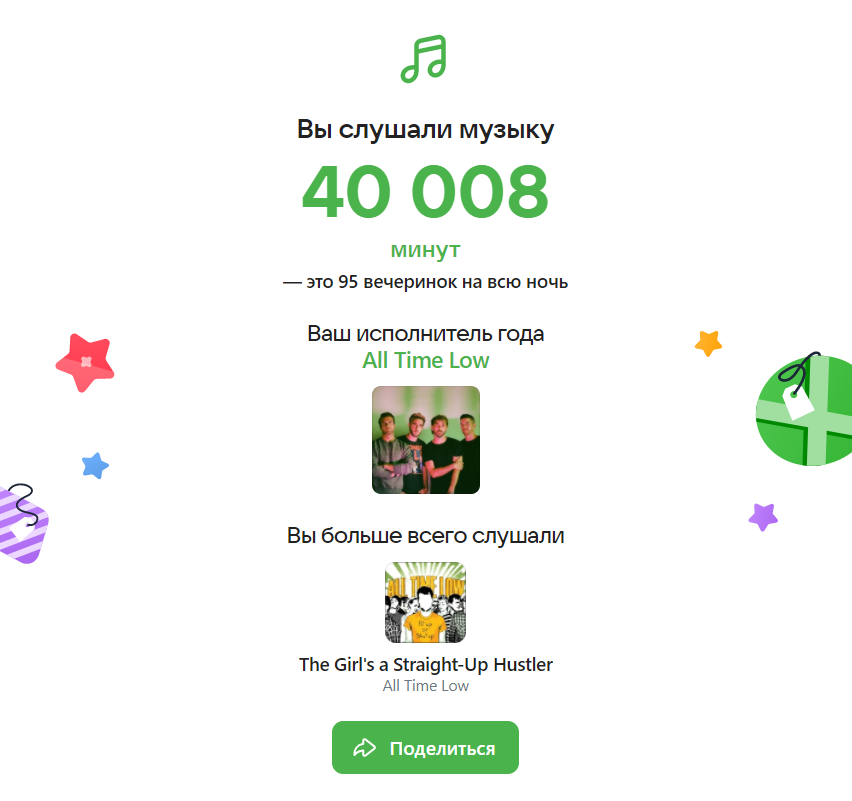 Вы слушали музыку
40 008
минут
— это 95 вечеринок на всю ночь
Ваш исполнитель года
All Time Low
Вы больше всего слушали
ALL TIME LOW
The Girl's a Straight-Up Hustler
All Time Low
Поделиться